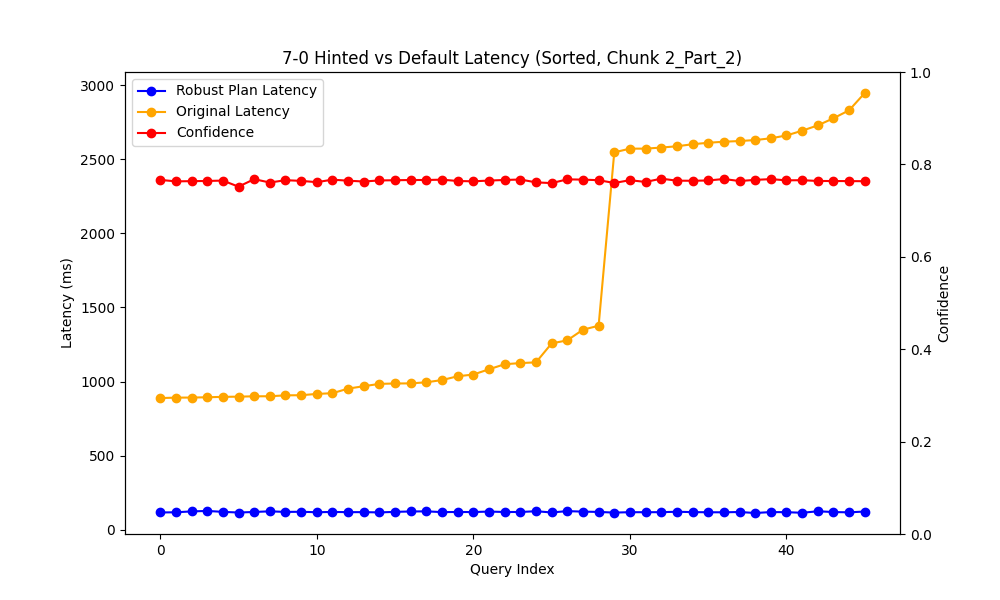 7-0 Hinted vs Default Latency (Sorted, Chunk 2_Part_2)
Robust Plan Latency
Original Latency
Confidence
3000
2500
2000
1500
1000
500
0
Latency (ms)
1.0
0.8
0.6
0.4
0.2
0.0
Confidence
0
10
20
30
40
Query Index